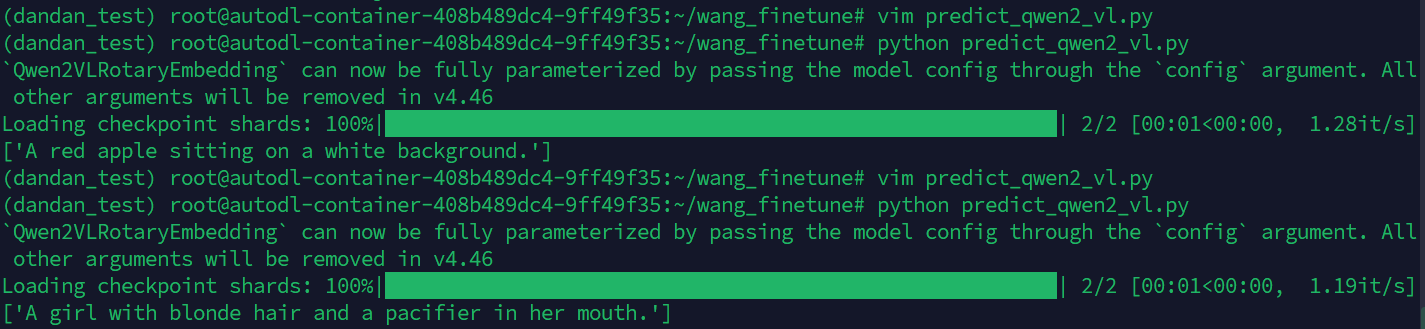 (dandan_test) root@autodl-container-408b489dc4-9ff49f35:~/wang_finetune# vim predict_qwen2_vl.py
(dandan_test) root@autodl-container-408b489dc4-9ff49f35:~/wang_finetune# python predict_qwen2_vl.py
`Qwen2VLRotaryEmbedding` can now be fully parameterized by passing the model config through the `config` argument. All
 other arguments will be removed in v4.46
Loading checkpoint shards: 100%|██████████| 2/2 [00:01<00:00,  1.28it/s]
['A red apple sitting on a white background.']
(dandan_test) root@autodl-container-408b489dc4-9ff49f35:~/wang_finetune# vim predict_qwen2_vl.py
(dandan_test) root@autodl-container-408b489dc4-9ff49f35:~/wang_finetune# python predict_qwen2_vl.py
`Qwen2VLRotaryEmbedding` can now be fully parameterized by passing the model config through the `config` argument. All
 other arguments will be removed in v4.46
Loading checkpoint shards: 100%|██████████| 2/2 [00:01<00:00,  1.19it/s]
['A girl with blonde hair and a pacifier in her mouth.']